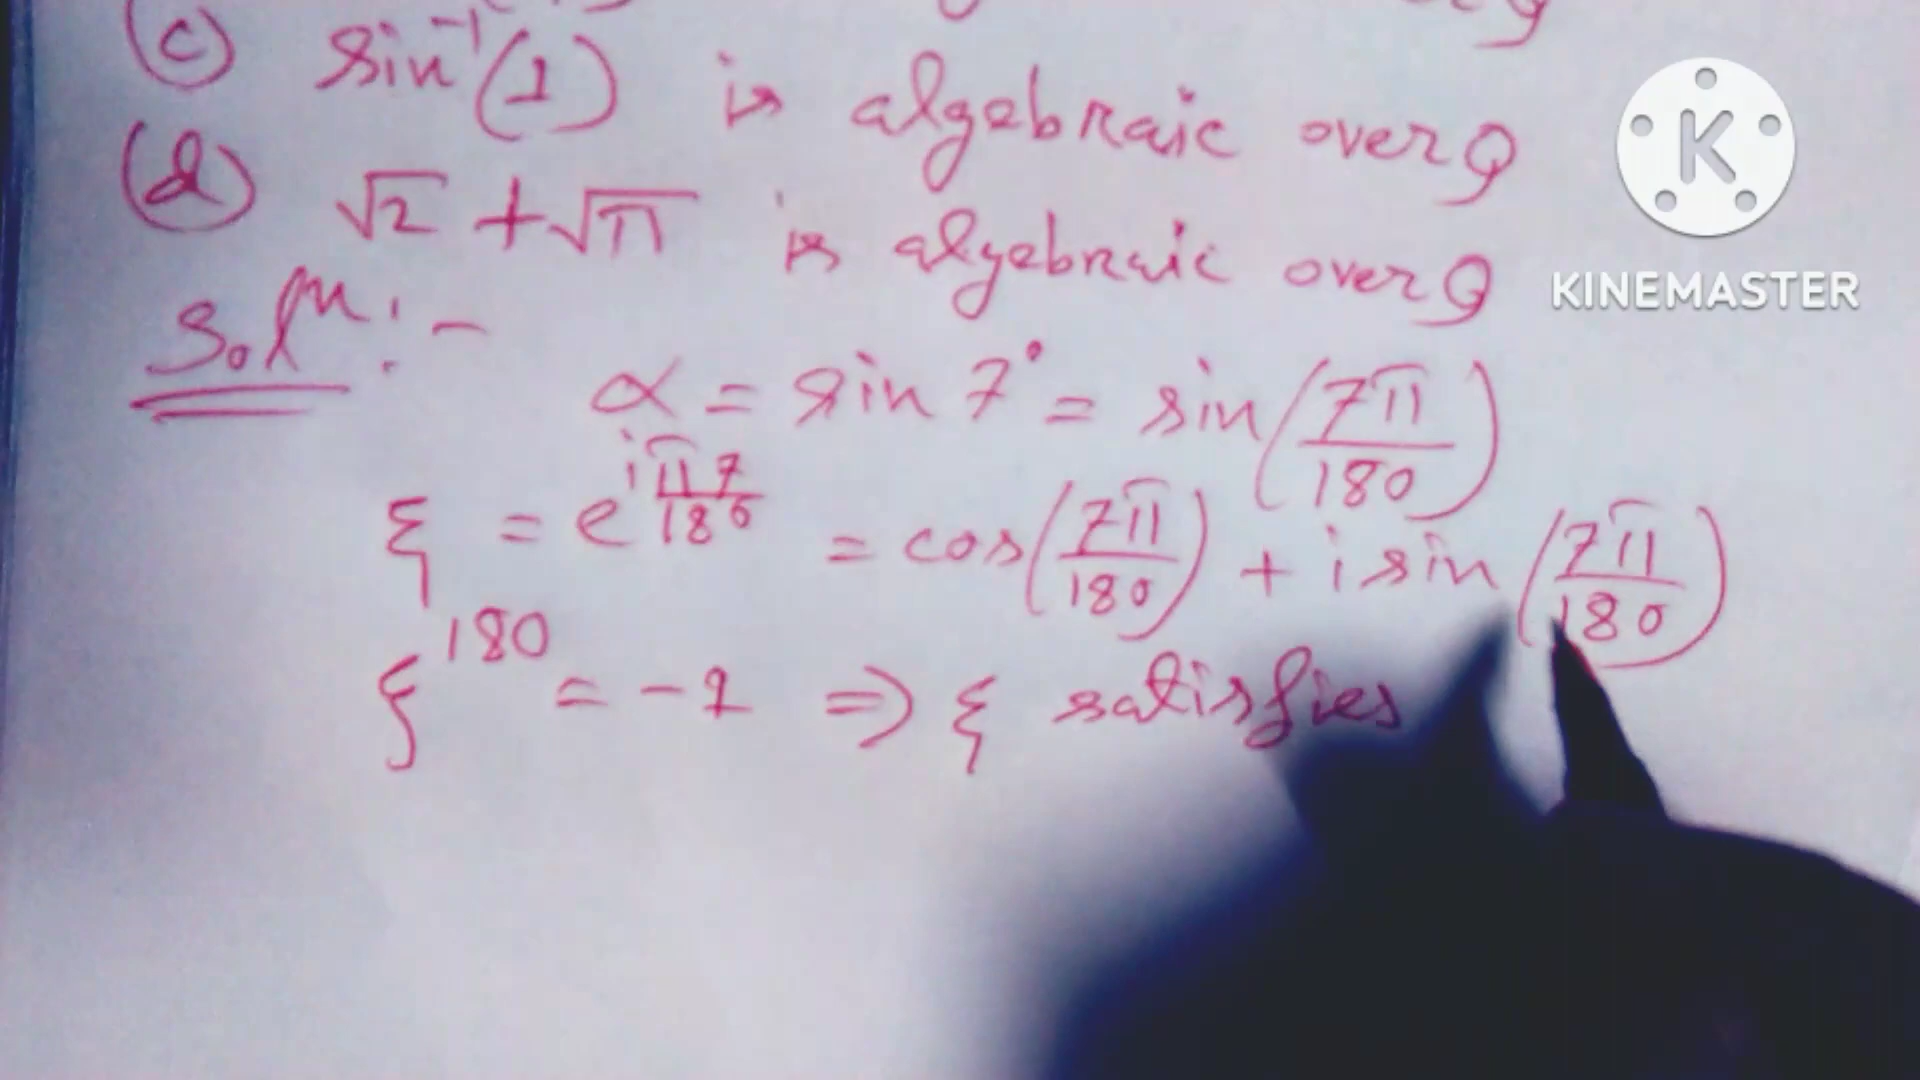 (c) sin⁻¹(1) is algebraic over Q
(d) √2 + √π is algebraic over Q
Solⁿ:-
α = sin 7° = sin(7π/180)
ξ = e^{iπ7/180} = cos(7π/180) + i sin(7π/180)
ξ^180 = -1 ⇒ ξ satisfies
K
KINEMASTER